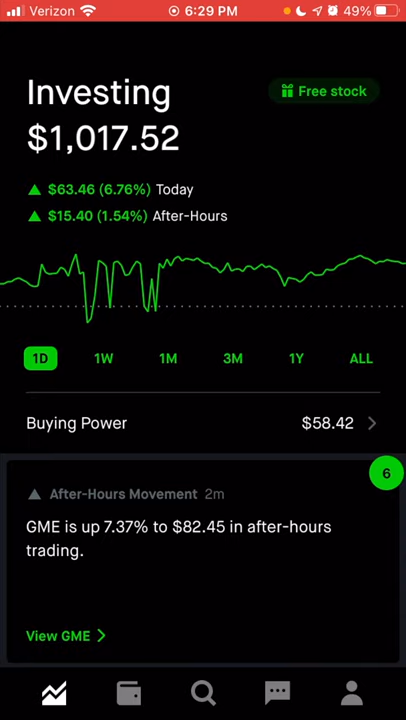 Verizon 6:29 PM 49%
Investing
Free stock
$1,017.52
$63.46 (6.76%) Today
$15.40 (1.54%) After-Hours
1D 1W 1M 3M 1Y ALL
Buying Power $58.42
6
After-Hours Movement 2m
GME is up 7.37% to $82.45 in after-hours
trading.
View GME